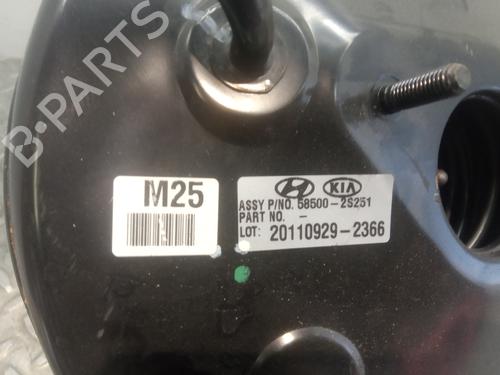 B-PARTS
M25
KIA
ASSY P/NO. 58500-2S251
PART NO. -
LOT: 20110929-2366